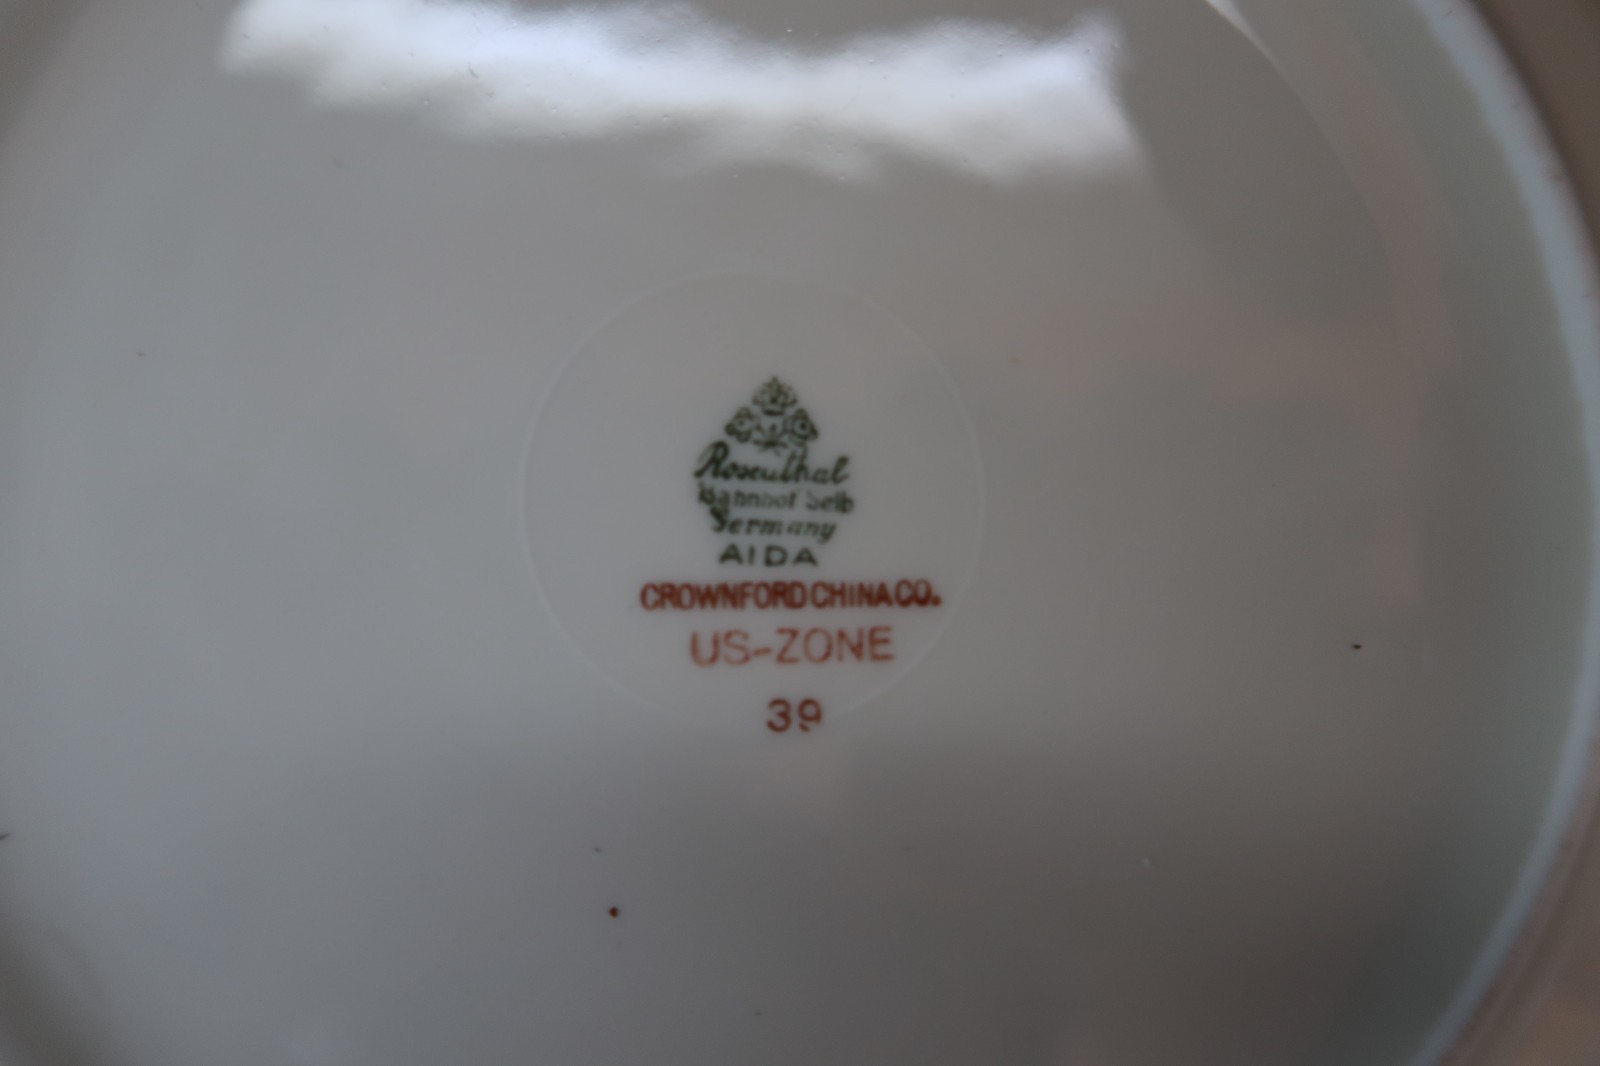 Rosenthal
Bahnhof Selb
Germany
AIDA
CROWNFORD CHINA CO.
US-ZONE
39